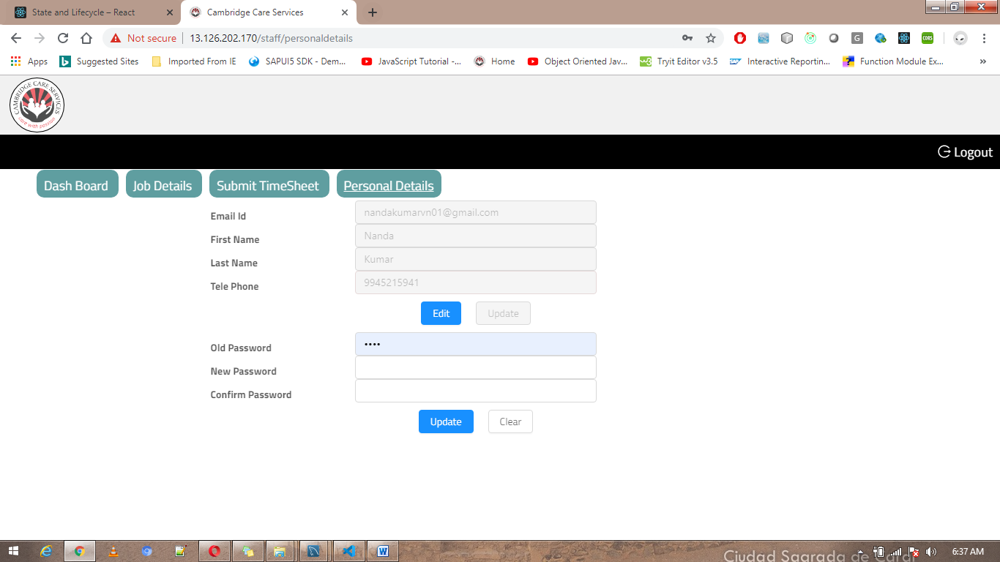 State and Lifecycle – React
Cambridge Care Services
Not secure 13.126.202.170/staff/personaldetails
Apps Suggested Sites Imported From IE SAPUI5 SDK - Dem... JavaScript Tutorial -... Home Object Oriented Jav... Tryit Editor v3.5 Interactive Reportin... Function Module Ex...
CAMBRIDGE CARE SERVICES
care with passion
Logout
Dash Board Job Details Submit TimeSheet Personal Details
Email Id nandakumarvn01@gmail.com
First Name Nanda
Last Name Kumar
Tele Phone 9945215941
Edit Update
Old Password ••••
New Password
Confirm Password
Update Clear
Ciudad Sagrada de Caral
6:37 AM